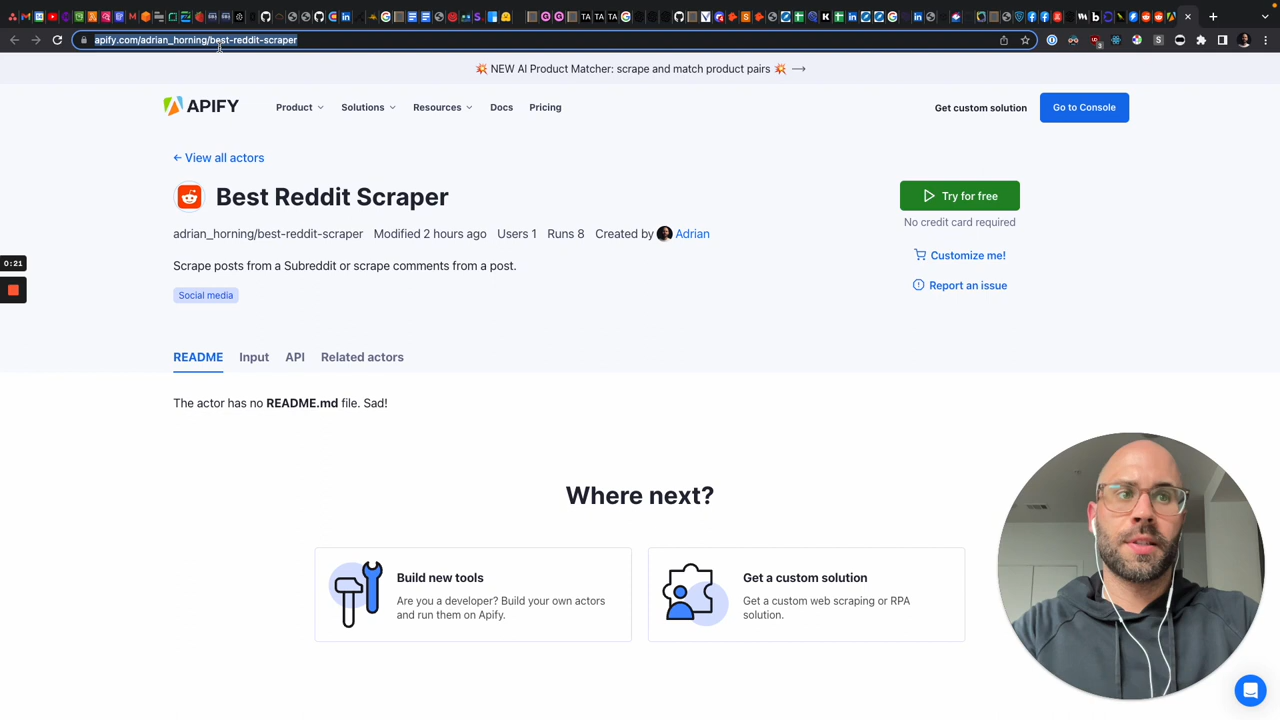 apify.com/adrian_horning/best-reddit-scraper
💥 NEW AI Product Matcher: scrape and match product pairs 💥 →
APIFY
Product
Solutions
Resources
Docs
Pricing
Get custom solution
Go to Console
← View all actors
Best Reddit Scraper
Try for free
No credit card required
adrian_horning/best-reddit-scraper Modified 2 hours ago Users 1 Runs 8 Created by Adrian
Customize me!
0:21
Scrape posts from a Subreddit or scrape comments from a post.
Report an issue
Social media
README
Input
API
Related actors
The actor has no README.md file. Sad!
Where next?
Build new tools
Are you a developer? Build your own actors
and run them on Apify.
Get a custom solution
Get a custom web scraping or RPA
solution.